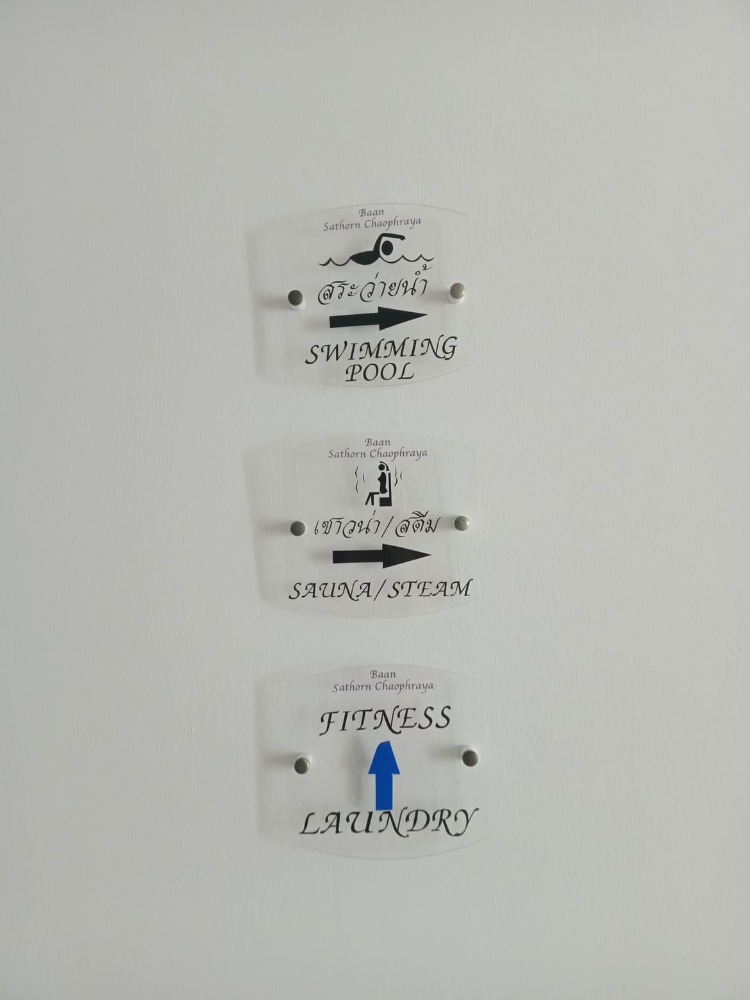 Baan
Sathorn Chaophraya
สระว่ายน้ำ
SWIMMING
POOL
Baan
Sathorn Chaophraya
เซาวน่า/สตีม
SAUNA/STEAM
Baan
Sathorn Chaophraya
FITNESS
LAUNDRY